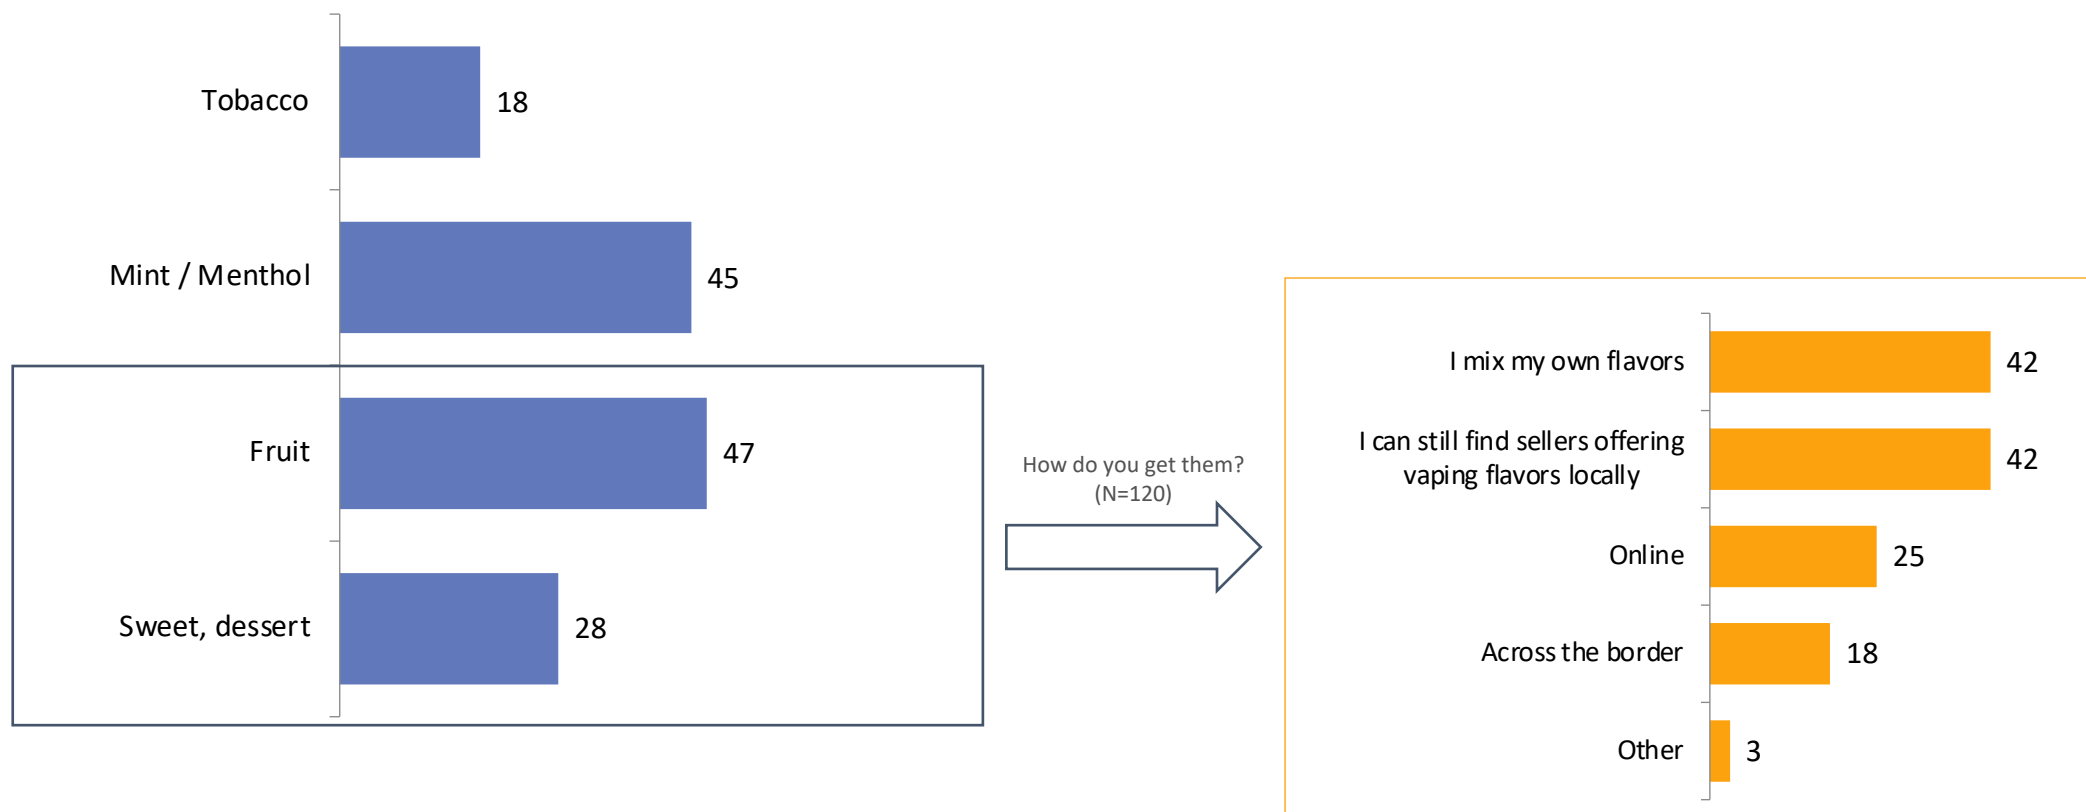 Tobacco
18
Mint / Menthol
45
Fruit
47
Sweet, dessert
28
How do you get them?
(N=120)
I mix my own flavors
42
I can still find sellers offering
vaping flavors locally
42
Online
25
Across the border
18
Other
3